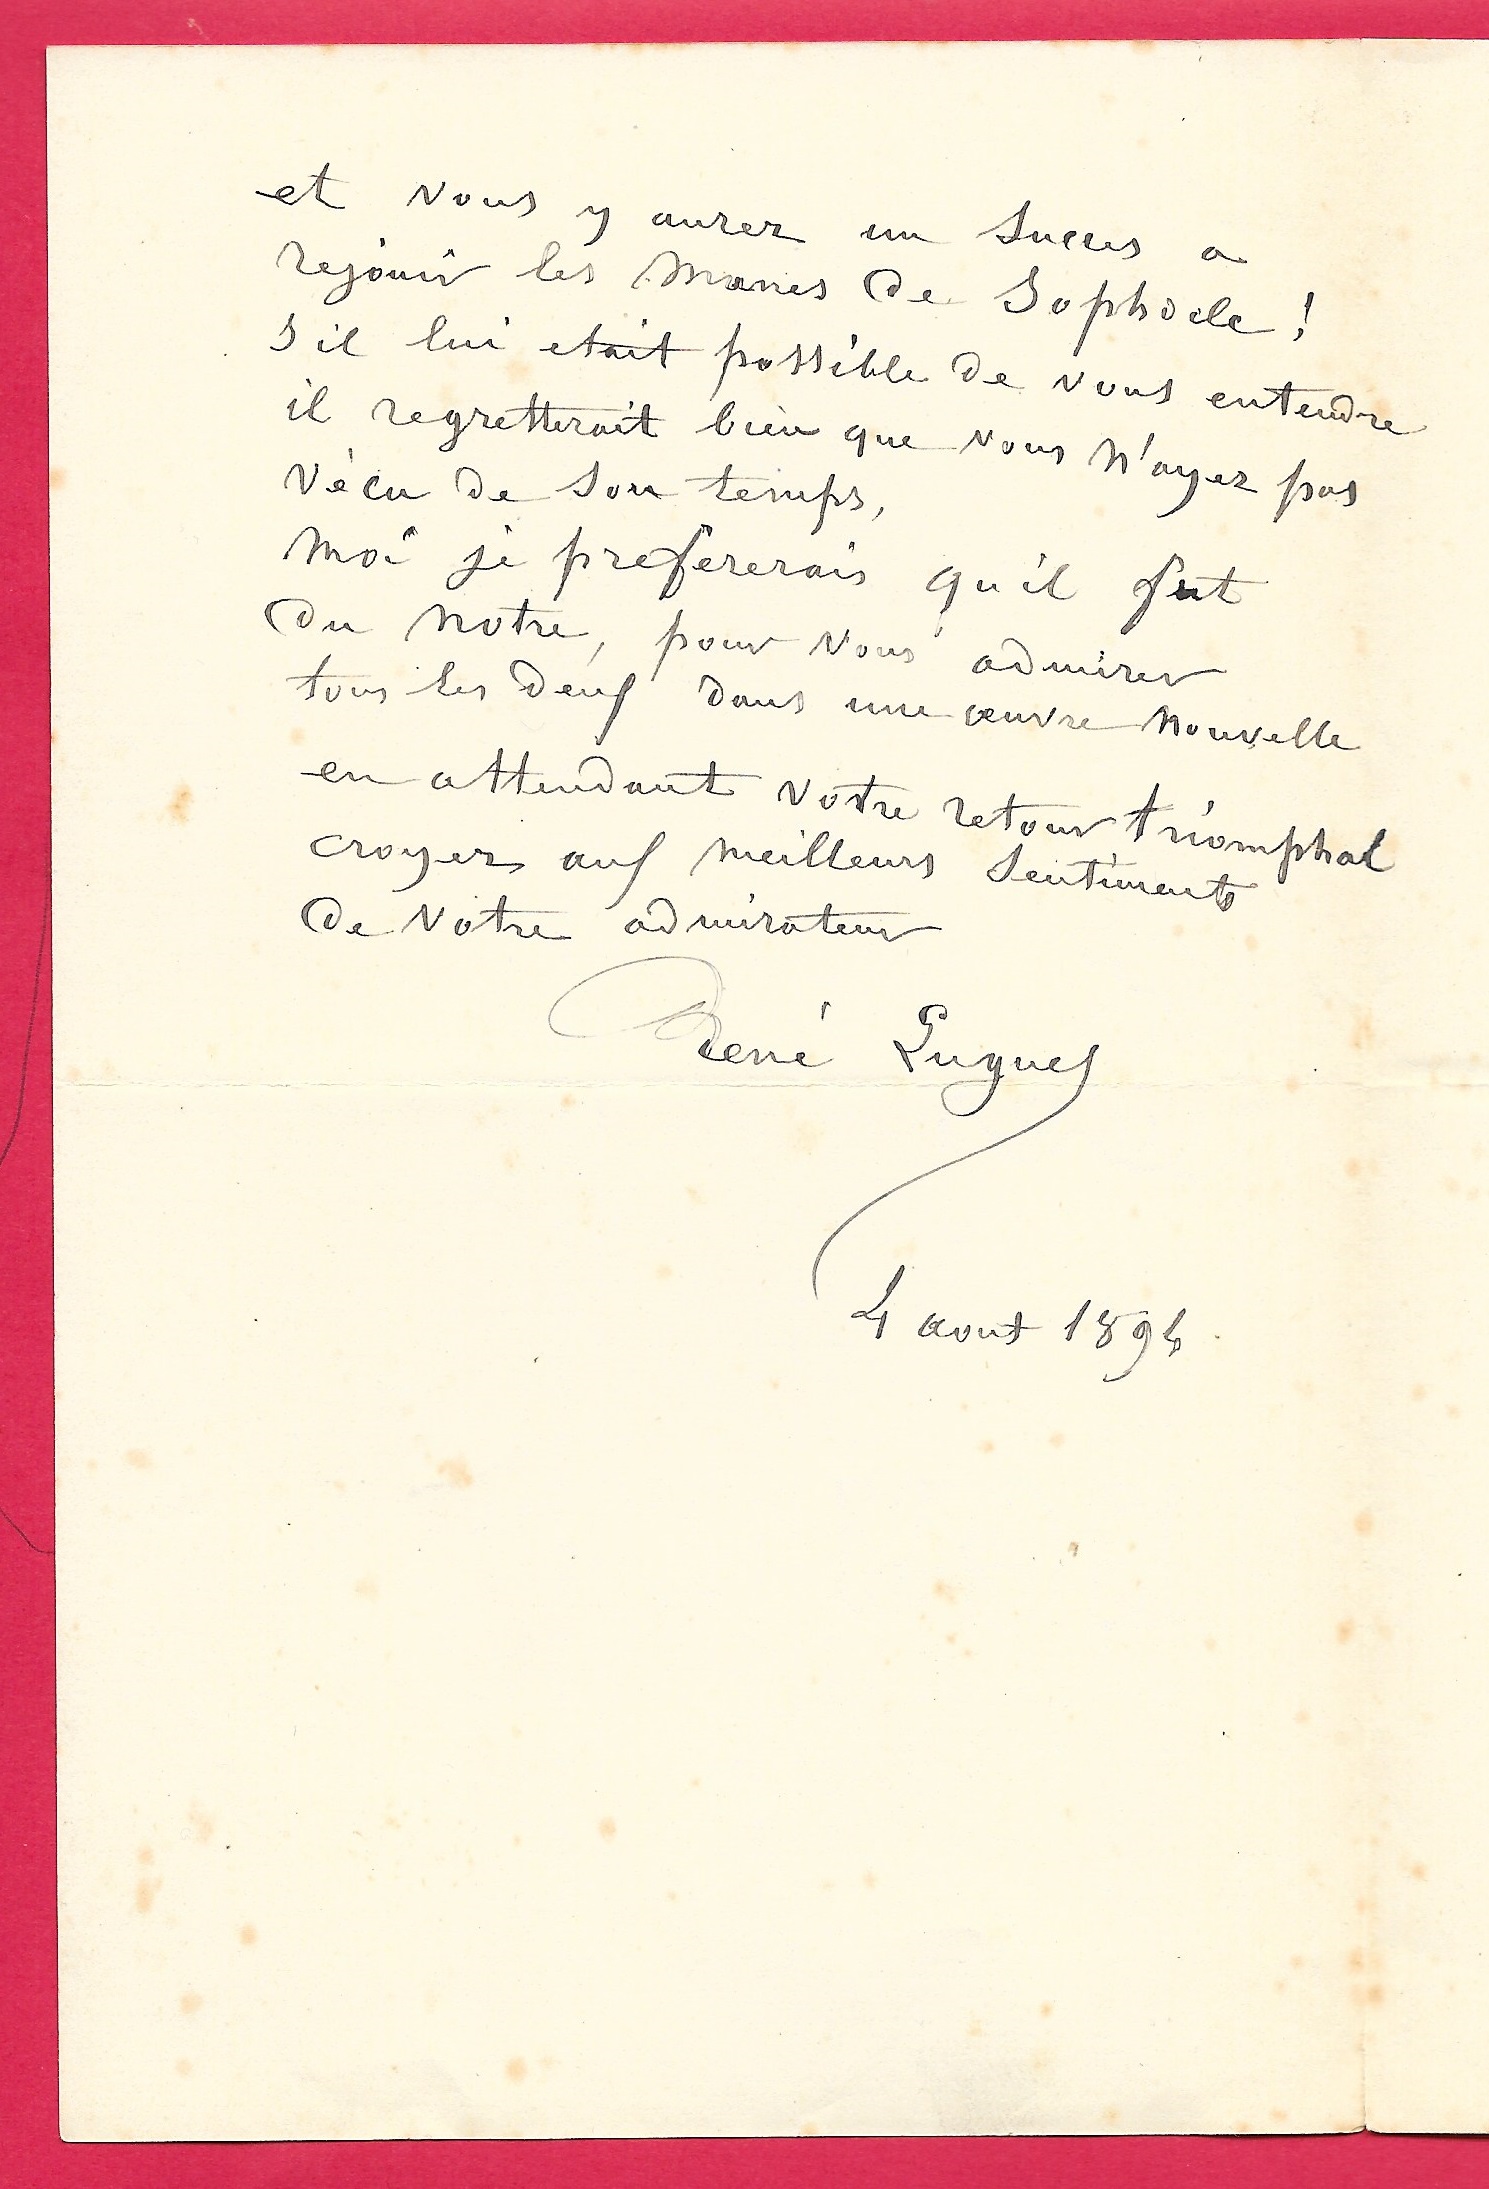 et vous y aurez un succes a
rejouir les manes de Sophocle !
s'il lui etait possible de vous entendre
il regretterait bien que vous n'ayez pas
vécu de son temps,
moi je prefererais qu'il fut
du notre, pour vous admirer
tous les deux dans une œuvre nouvelle
en attendant votre retour triomphal
croyez aux meilleurs sentiments
de votre admirateur
René Luguet
4 aout 1894